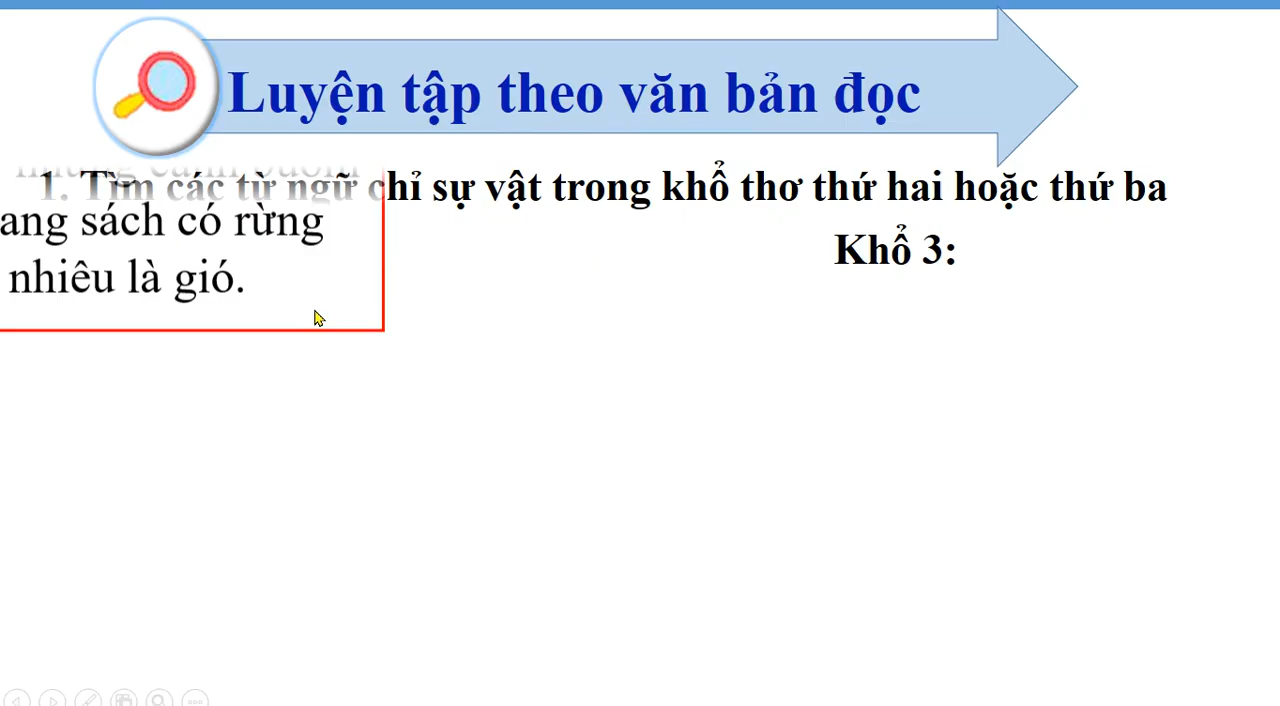 Luyện tập theo văn bản đọc
1. Tìm các từ ngữ chỉ sự vật trong khổ thơ thứ hai hoặc thứ ba
ang sách có rừng
nhiêu là gió.
Khổ 3: